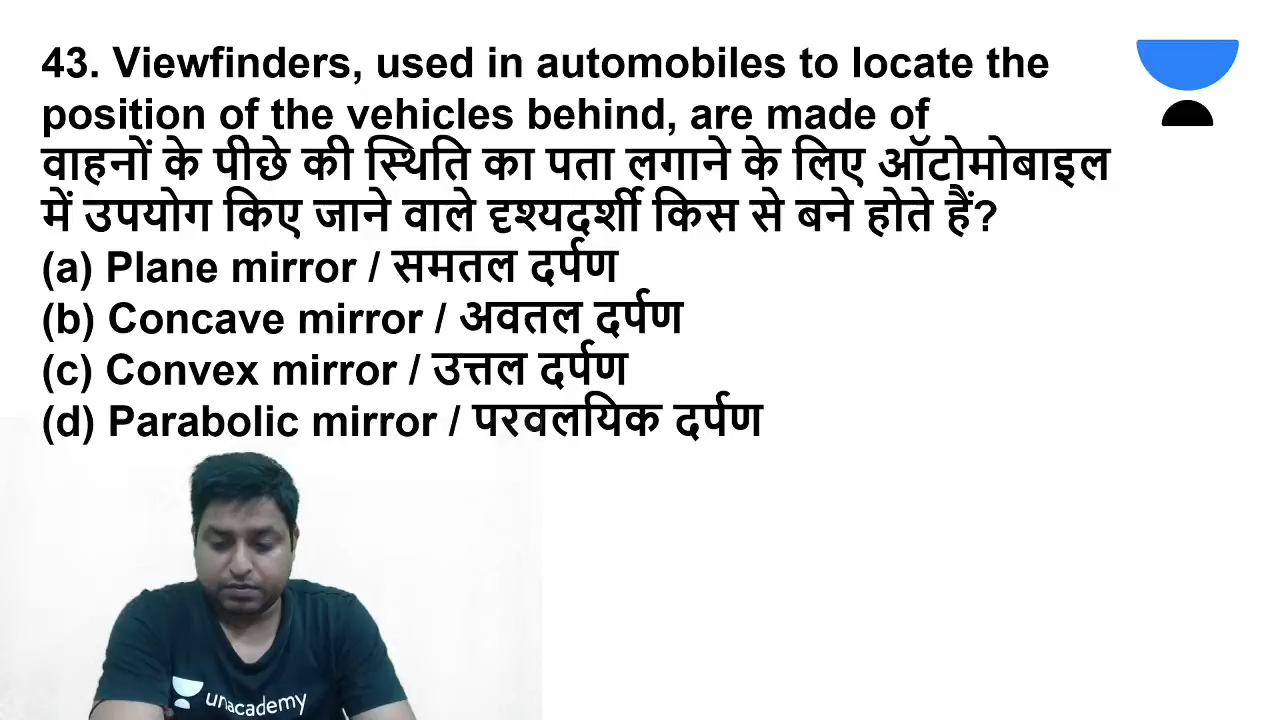 43. Viewfinders, used in automobiles to locate the
position of the vehicles behind, are made of
वाहनों के पीछे की स्थिति का पता लगाने के लिए ऑटोमोबाइल
में उपयोग किए जाने वाले दृश्यदर्शी किस से बने होते हैं?
(a) Plane mirror / समतल दर्पण
(b) Concave mirror / अवतल दर्पण
(c) Convex mirror / उत्तल दर्पण
(d) Parabolic mirror / परवलयिक दर्पण
unacademy